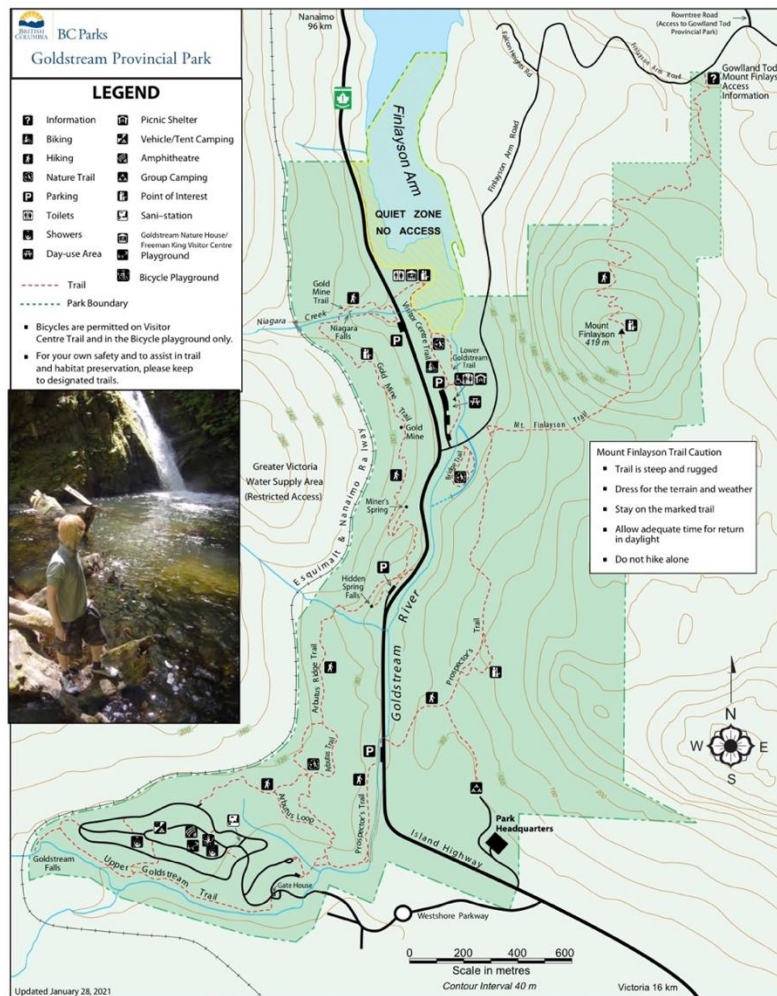 BRITISH
COLUMBIA
BC Parks
Goldstream Provincial Park
LEGEND
Information
Biking
Hiking
Nature Trail
Parking
Toilets
Showers
Day-use Area
Picnic Shelter
Vehicle/Tent Camping
Amphitheatre
Group Camping
Point of Interest
Sani-station
Goldstream Nature House/
Freeman King Visitor Centre
Playground
Bicycle Playground
Trail
Park Boundary
Bicycles are permitted on Visitor
Centre Trail and in the Bicycle playground only.
For your own safety and to assist in trail
and habitat preservation, please keep
to designated trails.
Nanaimo
96 km
1
Rowntree Road
(Access to Gowlland Tod
Provincial Park)
Falcon Heights Rd
Finlayson Arm Road
Gowlland Tod
Mount Finlays
Access
Information
Finlayson Arm
Finlayson Arm Road
QUIET ZONE
NO ACCESS
Gold
Mine
Trail
Niagara Creek
Niagara
Falls
Visitor Centre Trail
Lower
Goldstream
Trail
Mount
Finlayson
419 m
Mt. Finlayson Trail
Gold Mine Trail
Gold
Mine
Bridge Trail
Greater Victoria
Water Supply Area
(Restricted Access)
Esquimalt & Nanaimo Railway
Miner's
Spring
Hidden
Spring
Falls
Mount Finlayson Trail Caution
Trail is steep and rugged
Dress for the terrain and weather
Stay on the marked trail
Allow adequate time for return
in daylight
Do not hike alone
Goldstream River
Prospector's Trail
Arbutus Ridge Trail
Arbutus Loop
Prospector's Trail
N
W E
S
Park
Headquarters
Island Highway
Goldstream
Falls
Upper Goldstream Trail
Gate House
Westshore Parkway
0 200 400 600
Scale in metres
Contour Interval 40 m
Victoria 16 km
Updated January 28, 2021